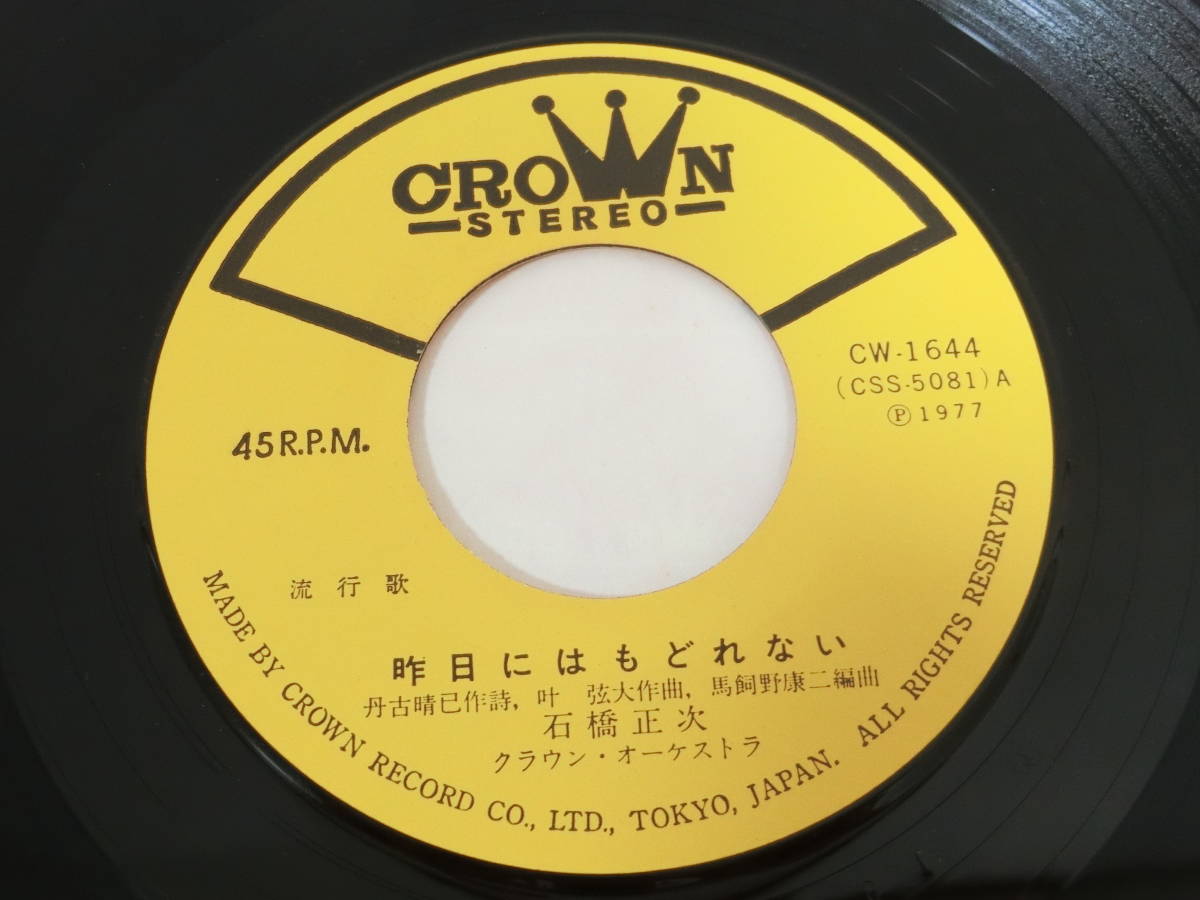 CROWN
STEREO
CW-1644
(CSS-5081) A
Ⓟ 1977
45 R.P.M.
流行歌
昨日にはもどれない
丹古晴已作詩, 叶 弦大作曲, 馬飼野康二編曲
石橋正次
クラウン・オーケストラ
MADE BY CROWN RECORD CO., LTD., TOKYO, JAPAN. ALL RIGHTS RESERVED